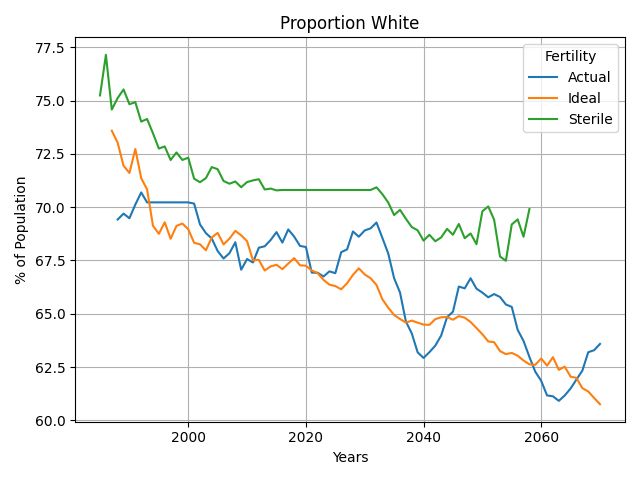 Proportion White
Fertility
Actual
Ideal
Sterile
% of Population
77.5
75.0
72.5
70.0
67.5
65.0
62.5
60.0
2000 2020 2040 2060
Years